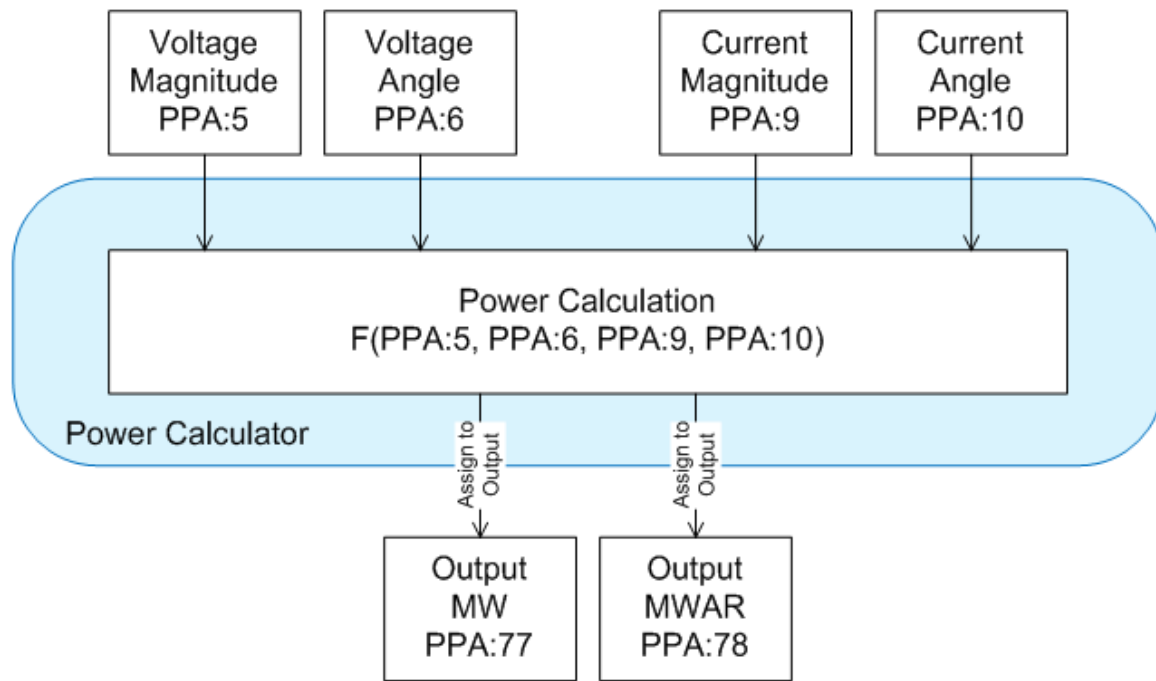 Voltage
Magnitude
PPA:5
Voltage
Angle
PPA:6
Current
Magnitude
PPA:9
Current
Angle
PPA:10
Power Calculation
F(PPA:5, PPA:6, PPA:9, PPA:10)
Power Calculator
Assign to
Output
Assign to
Output
Output
MW
PPA:77
Output
MWAR
PPA:78